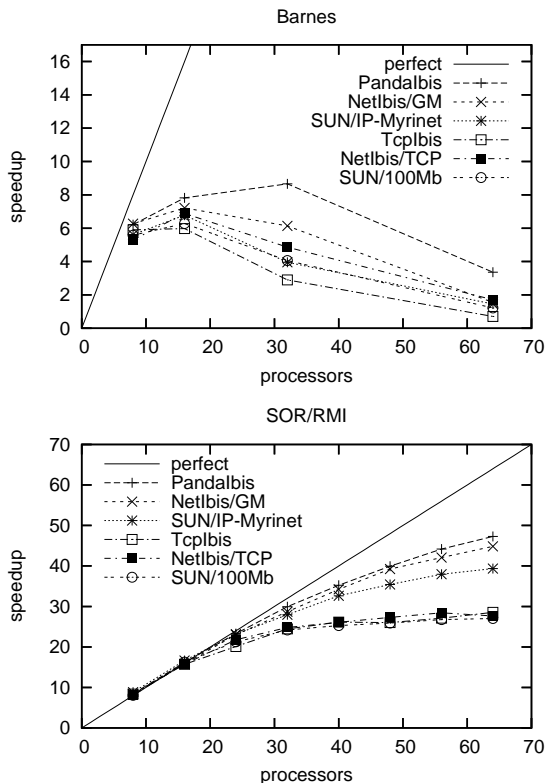 Barnes
16
14
12
10
8
6
4
2
0
speedup
perfect
PandaIbis
NetIbis/GM
SUN/IP-Myrinet
TcpIbis
NetIbis/TCP
SUN/100Mb
0 10 20 30 40 50 60 70
processors
SOR/RMI
70
60
50
40
30
20
10
0
speedup
perfect
PandaIbis
NetIbis/GM
SUN/IP-Myrinet
TcpIbis
NetIbis/TCP
SUN/100Mb
0 10 20 30 40 50 60 70
processors